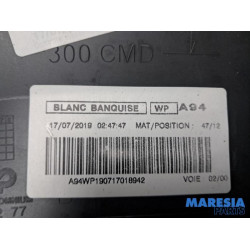 300 CMD
BLANC BANQUISE WP A94
17/07/2019 02:47:47 MAT/POSITION: 47/12
A94WP190717018942 VOIE 02/00
77
MARESIA
PARTS